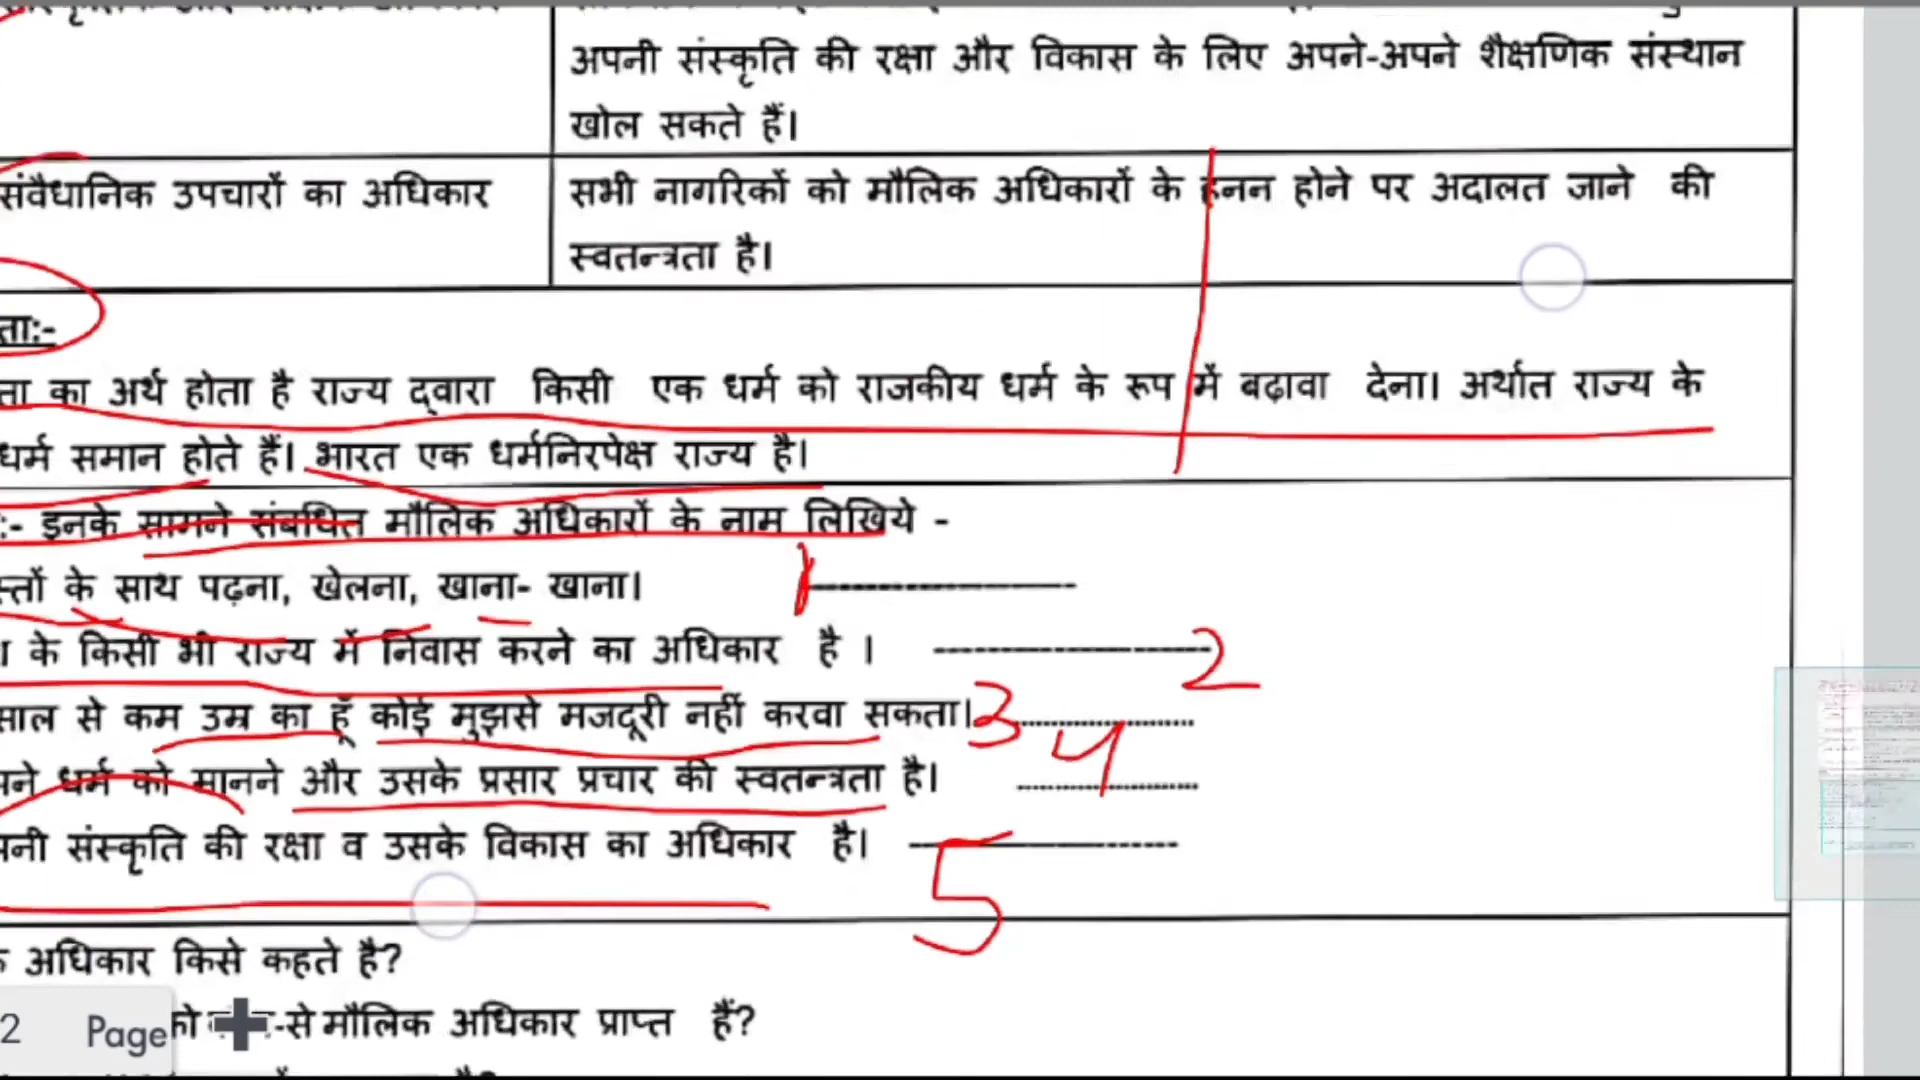 अपनी संस्कृति की रक्षा और विकास के लिए अपने-अपने शैक्षणिक संस्थान
खोल सकते हैं।
संवैधानिक उपचारों का अधिकार
सभी नागरिकों को मौलिक अधिकारों के हनन होने पर अदालत जाने की
स्वतन्त्रता है।
ता:-
ता का अर्थ होता है राज्य द्वारा किसी एक धर्म को राजकीय धर्म के रूप में बढ़ावा देना। अर्थात राज्य के
धर्म समान होते हैं। भारत एक धर्मनिरपेक्ष राज्य है।
:- इनके सामने संबधित मौलिक अधिकारों के नाम लिखिये -
स्तों के साथ पढ़ना, खेलना, खाना- खाना। 1
के किसी भी राज्य में निवास करने का अधिकार है । 2
साल से कम उम्र का हूँ कोई मुझसे मजदूरी नहीं करवा सकता। 3
पने धर्म को मानने और उसके प्रसार प्रचार की स्वतन्त्रता है। 4
पनी संस्कृति की रक्षा व उसके विकास का अधिकार है। 5
अधिकार किसे कहते है?
को -से मौलिक अधिकार प्राप्त हैं?
2 Page